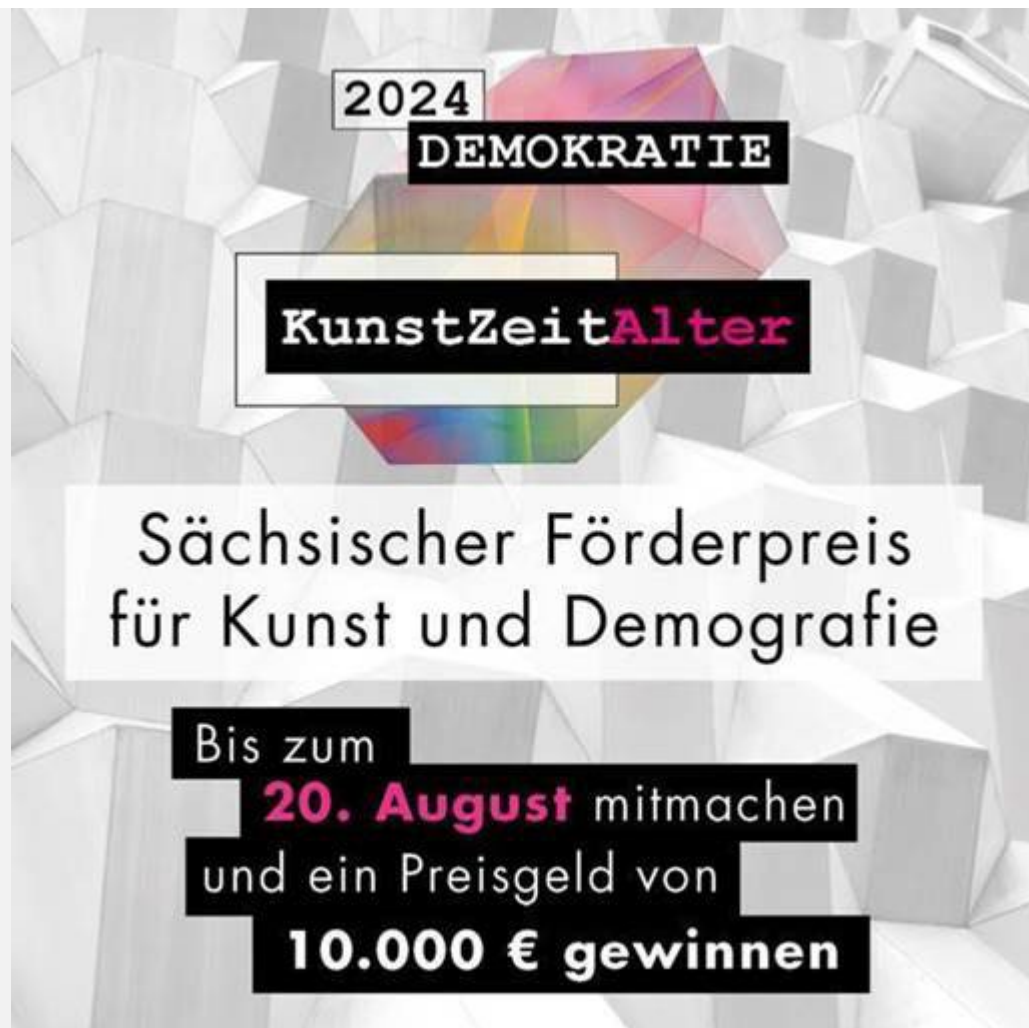 2024
DEMOKRATIE
KunstZeitAlter
Sächsischer Förderpreis
für Kunst und Demografie
Bis zum
20. August mitmachen
und ein Preisgeld von
10.000 € gewinnen